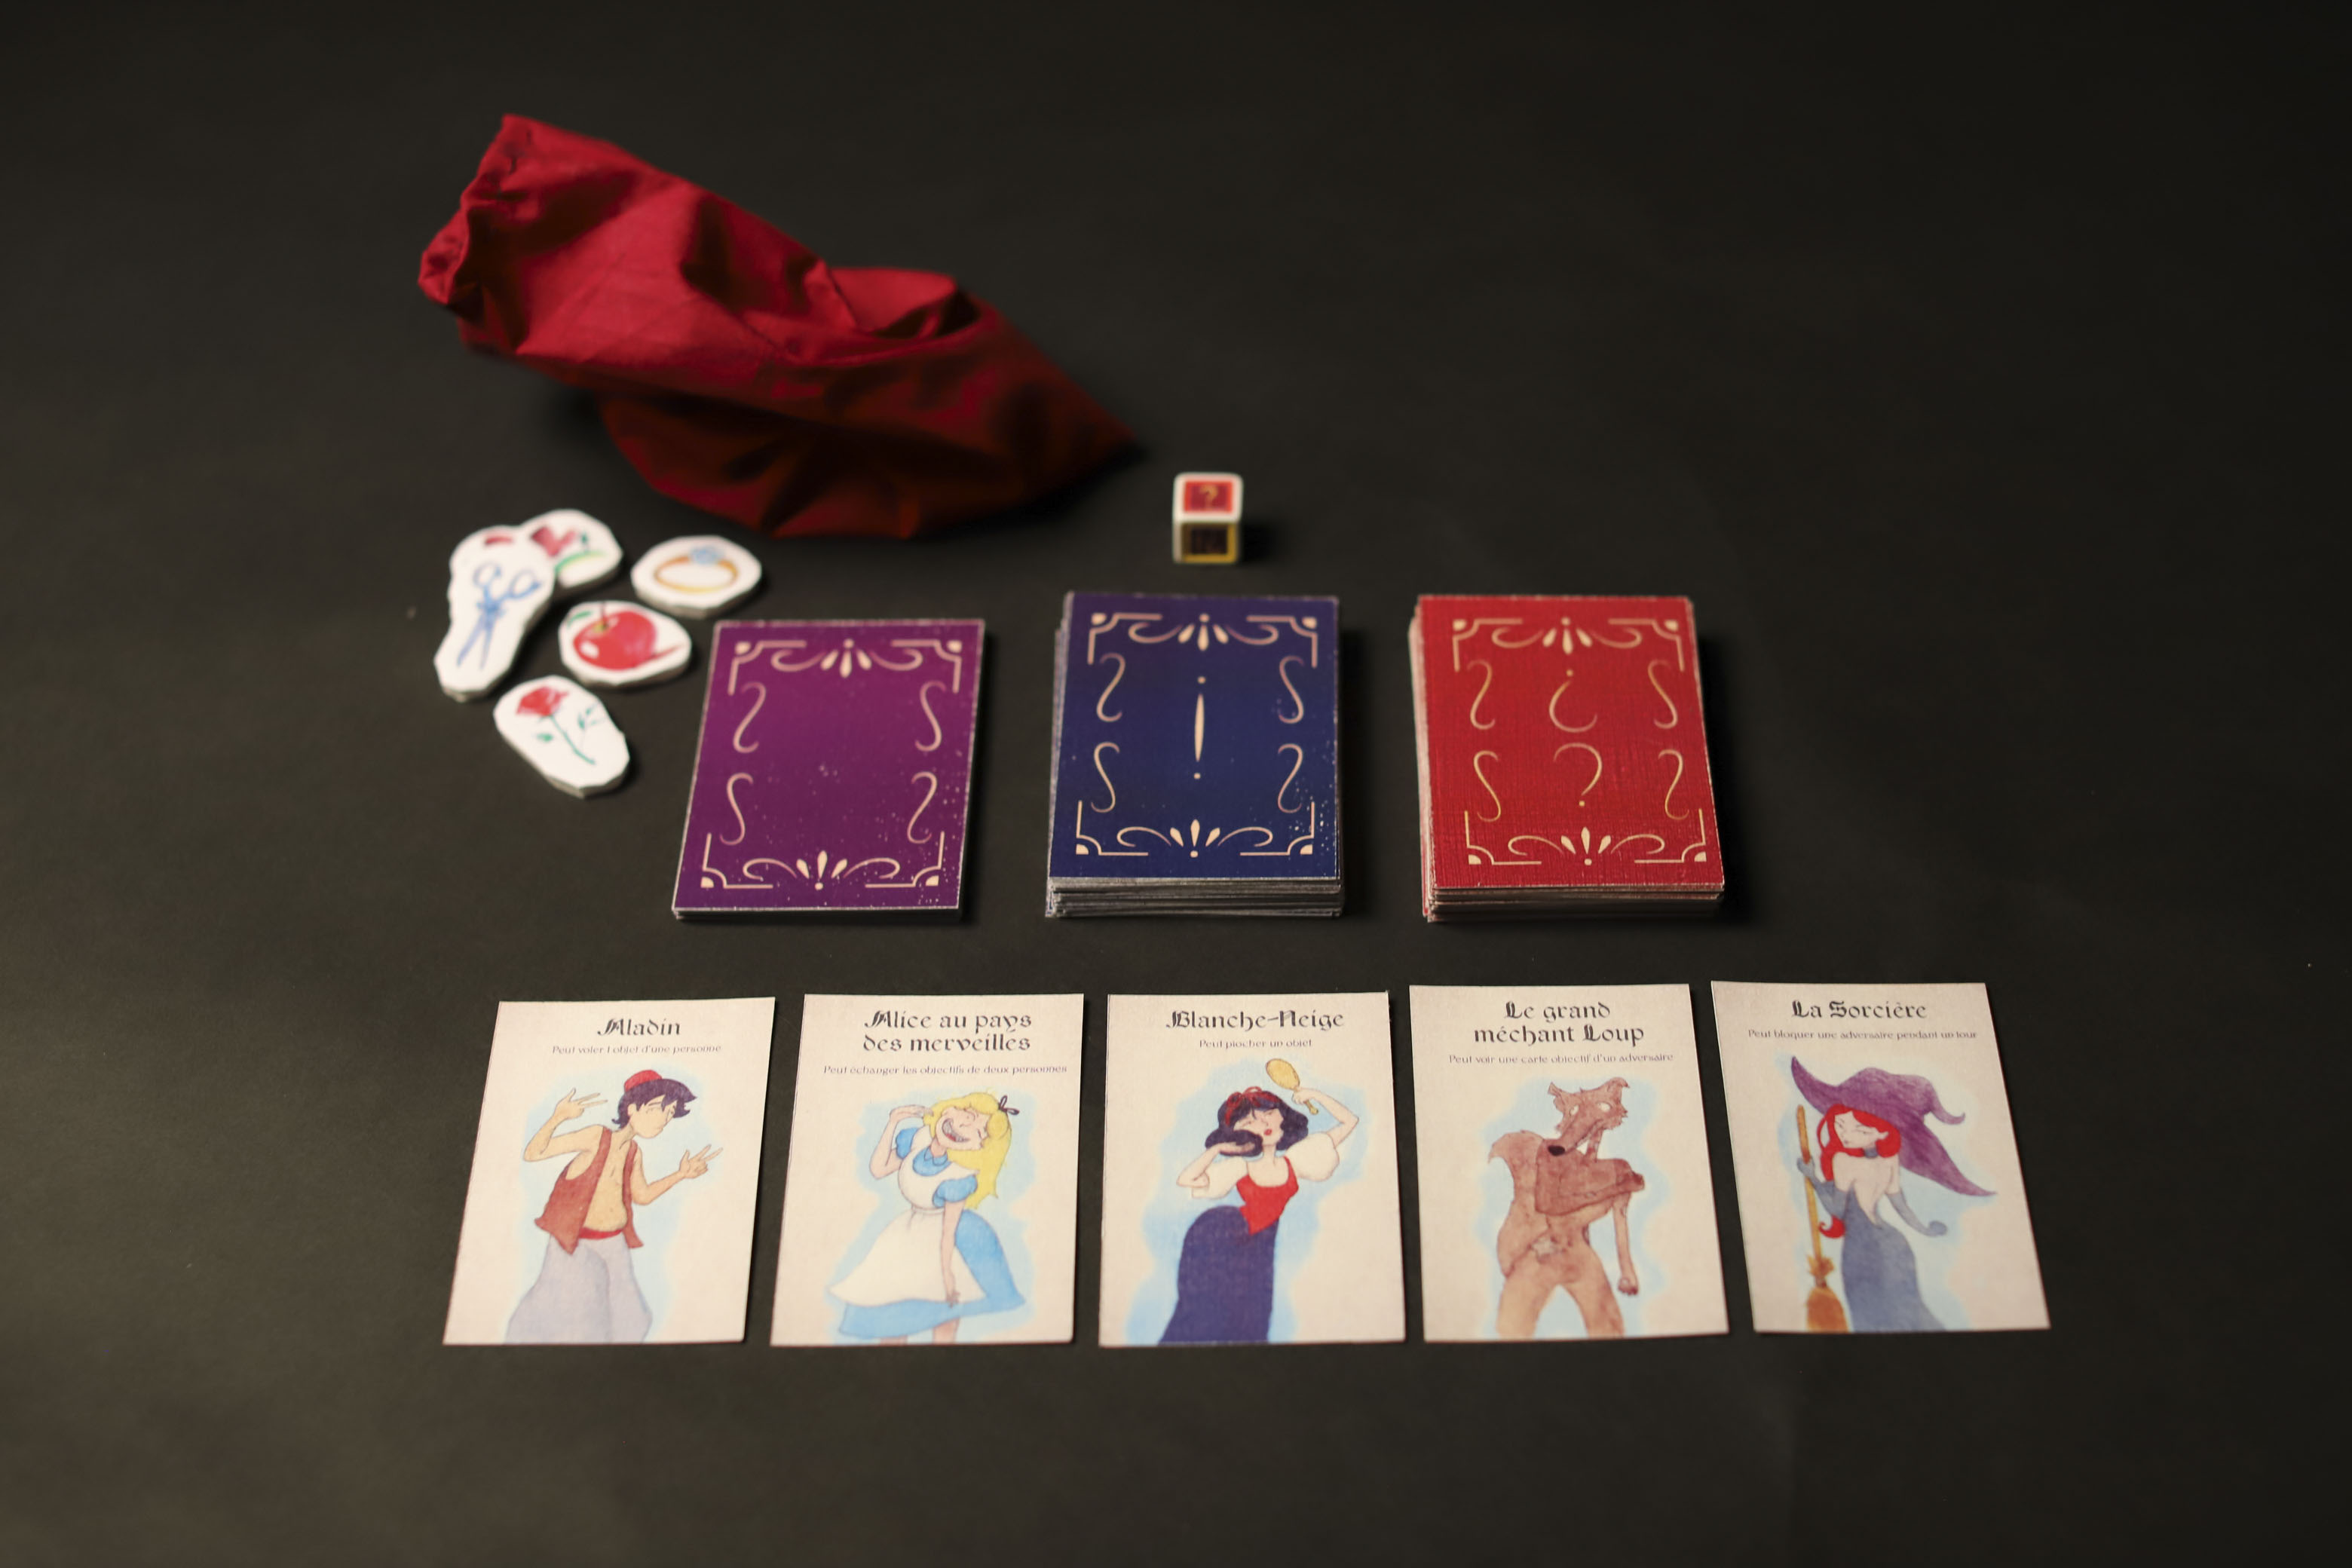 ?
!
¿
?
Aladin
Peut voler l'objet d'une personne
Alice au pays
des merveilles
Peut échanger les objectifs de deux personnes
Blanche-Neige
Peut piocher un objet
Le grand
méchant Loup
Peut voir une carte objectif d'un adversaire
La Sorcière
Peut bloquer une adversaire pendant un tour